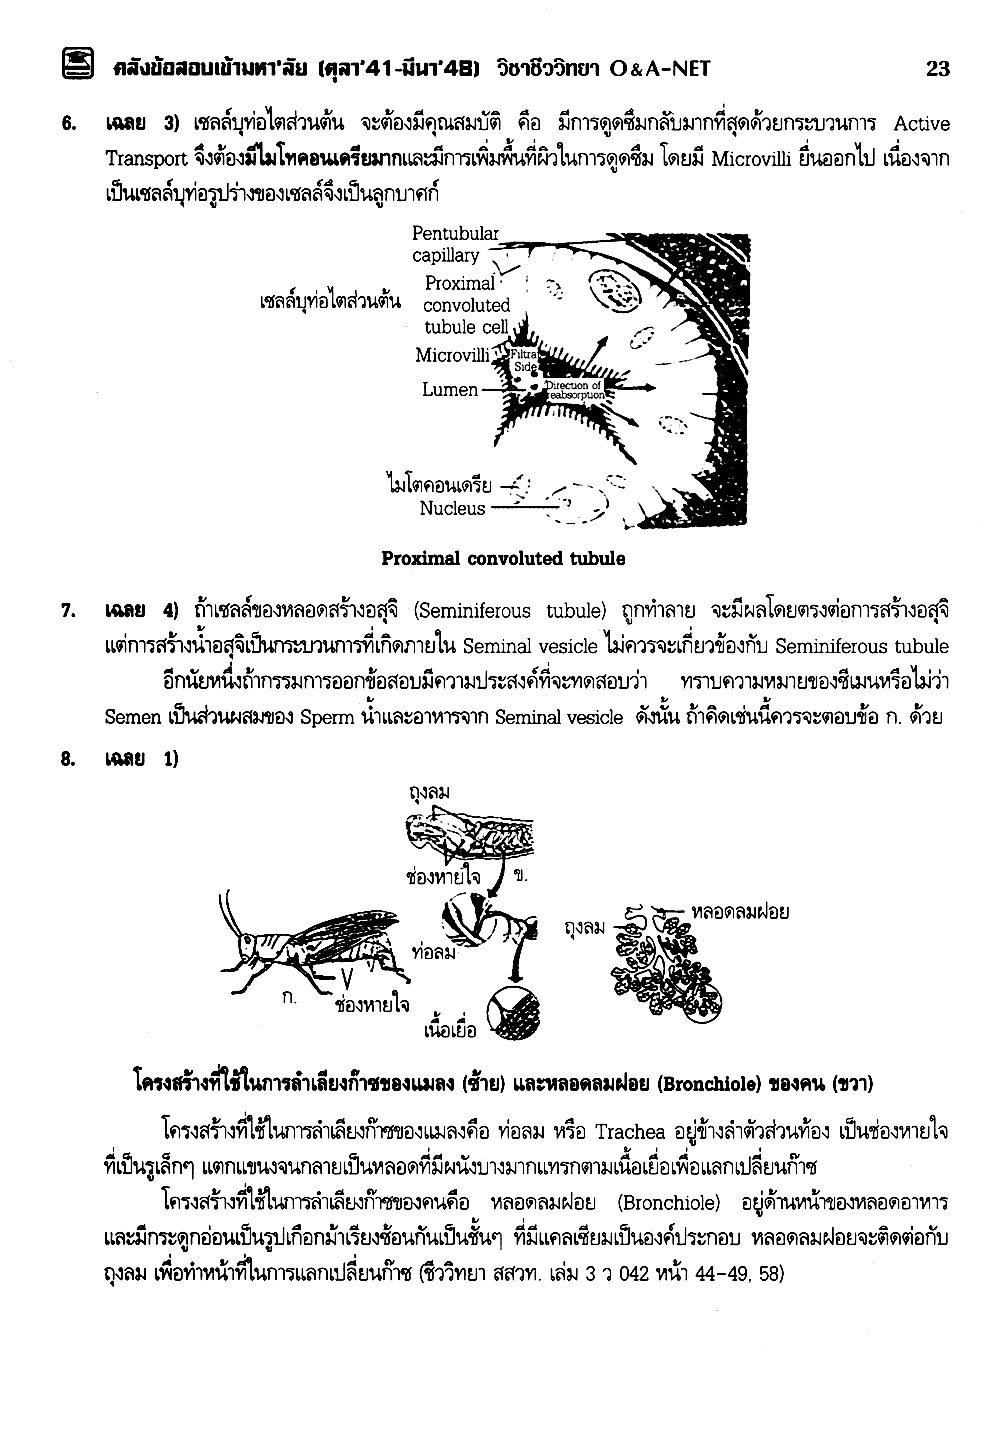 คลังข้อสอบเข้ามหา'ลัย (ตุลา'41-มีนา'48) วิชาชีววิทยา O & A-NET 23
6. เฉลย 3) เซลล์บุท่อไตส่วนต้น จะต้องมีคุณสมบัติ คือ มีการดูดซึมกลับมากที่สุดด้วยกระบวนการ Active
Transport จึงต้องมีไมโทคอนเดรียมากและมีการเพิ่มพื้นที่ผิวในการดูดซึม โดยมี Microvilli ยื่นออกไป เนื่องจาก
เป็นเซลล์บุท่อรูปร่างของเซลล์จึงเป็นลูกบาศก์
Pentubular
capillary
Proximal
convoluted
tubule cell
เซลล์บุท่อไตส่วนต้น
Microvilli
Filtrat
Side
Lumen
Direction of
reabsorption
ไมโตคอนเดรีย
Nucleus
Proximal convoluted tubule
7. เฉลย 4) ถ้าเซลล์ของหลอดสร้างอสุจิ (Seminiferous tubule) ถูกทำลาย จะมีผลโดยตรงต่อการสร้างอสุจิ
แต่การสร้างน้ำอสุจิเป็นกระบวนการที่เกิดภายใน Seminal vesicle ไม่ควรจะเกี่ยวข้องกับ Seminiferous tubule
อีกนัยหนึ่งถ้ากรรมการออกข้อสอบมีความประสงค์ที่จะทดสอบว่า ทราบความหมายของซีเมนหรือไม่ว่า
Semen เป็นส่วนผสมของ Sperm น้ำและอาหารจาก Seminal vesicle ดังนั้น ถ้าคิดเช่นนี้ควรจะตอบข้อ ก. ด้วย
8. เฉลย 1)
ถุงลม
ช่องหายใจ ข.
ท่อลม
ก. ช่องหายใจ
เนื้อเยื่อ
ถุงลม
หลอดลมฝอย
โครงสร้างที่ใช้ในการลำเลียงก๊าซของแมลง (ซ้าย) และหลอดลมฝอย (Bronchiole) ของคน (ขวา)
โครงสร้างที่ใช้ในการลำเลียงก๊าซของแมลงคือ ท่อลม หรือ Trachea อยู่ข้างลำตัวส่วนท้อง เป็นช่องหายใจ
ที่เป็นรูเล็กๆ แตกแขนงจนกลายเป็นหลอดที่มีผนังบางมากแทรกตามเนื้อเยื่อเพื่อแลกเปลี่ยนก๊าซ
โครงสร้างที่ใช้ในการลำเลียงก๊าซของคนคือ หลอดลมฝอย (Bronchiole) อยู่ด้านหน้าของหลอดอาหาร
และมีกระดูกอ่อนเป็นรูปเกือกม้าเรียงซ้อนกันเป็นชั้นๆ ที่มีแคลเซียมเป็นองค์ประกอบ หลอดลมฝอยจะติดต่อกับ
ถุงลม เพื่อทำหน้าที่ในการแลกเปลี่ยนก๊าซ (ชีววิทยา สสวท. เล่ม 3 ว 042 หน้า 44-49, 58)